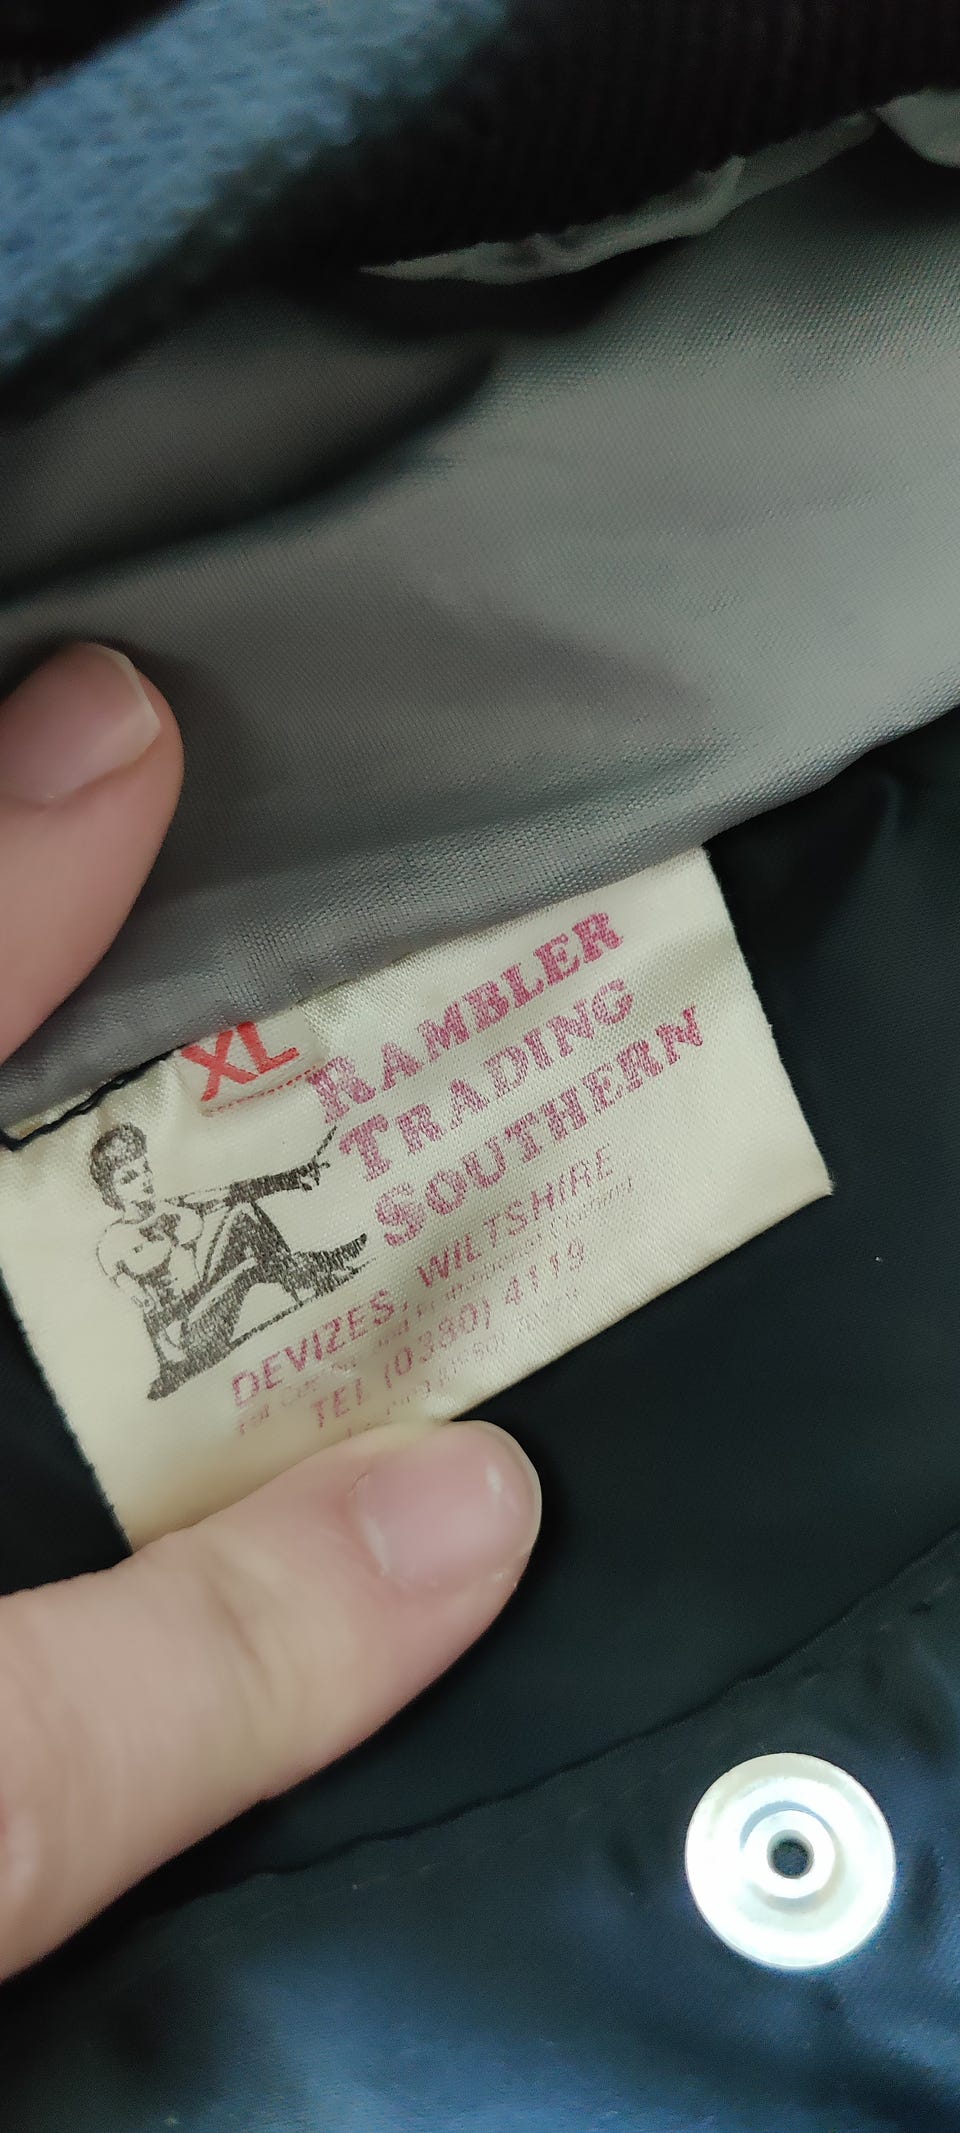 XL
RAMBLER
TRADING
SOUTHERN
DEVIZES, WILTSHIRE
TEL (0380) 4119